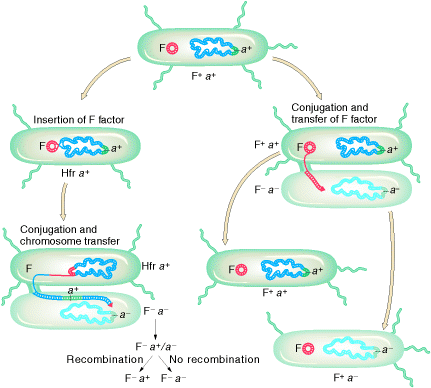 F
a+
F+ a+
Insertion of F factor
F
a+
Hfr a+
Conjugation and
transfer of F factor
F+ a+
F
a+
F− a−
a−
Conjugation and
chromosome transfer
F
Hfr a+
a+
a−
F− a−
F− a+/a−
Recombination
No recombination
F− a+
F− a−
F
a+
F+ a+
F
a−
F+ a−